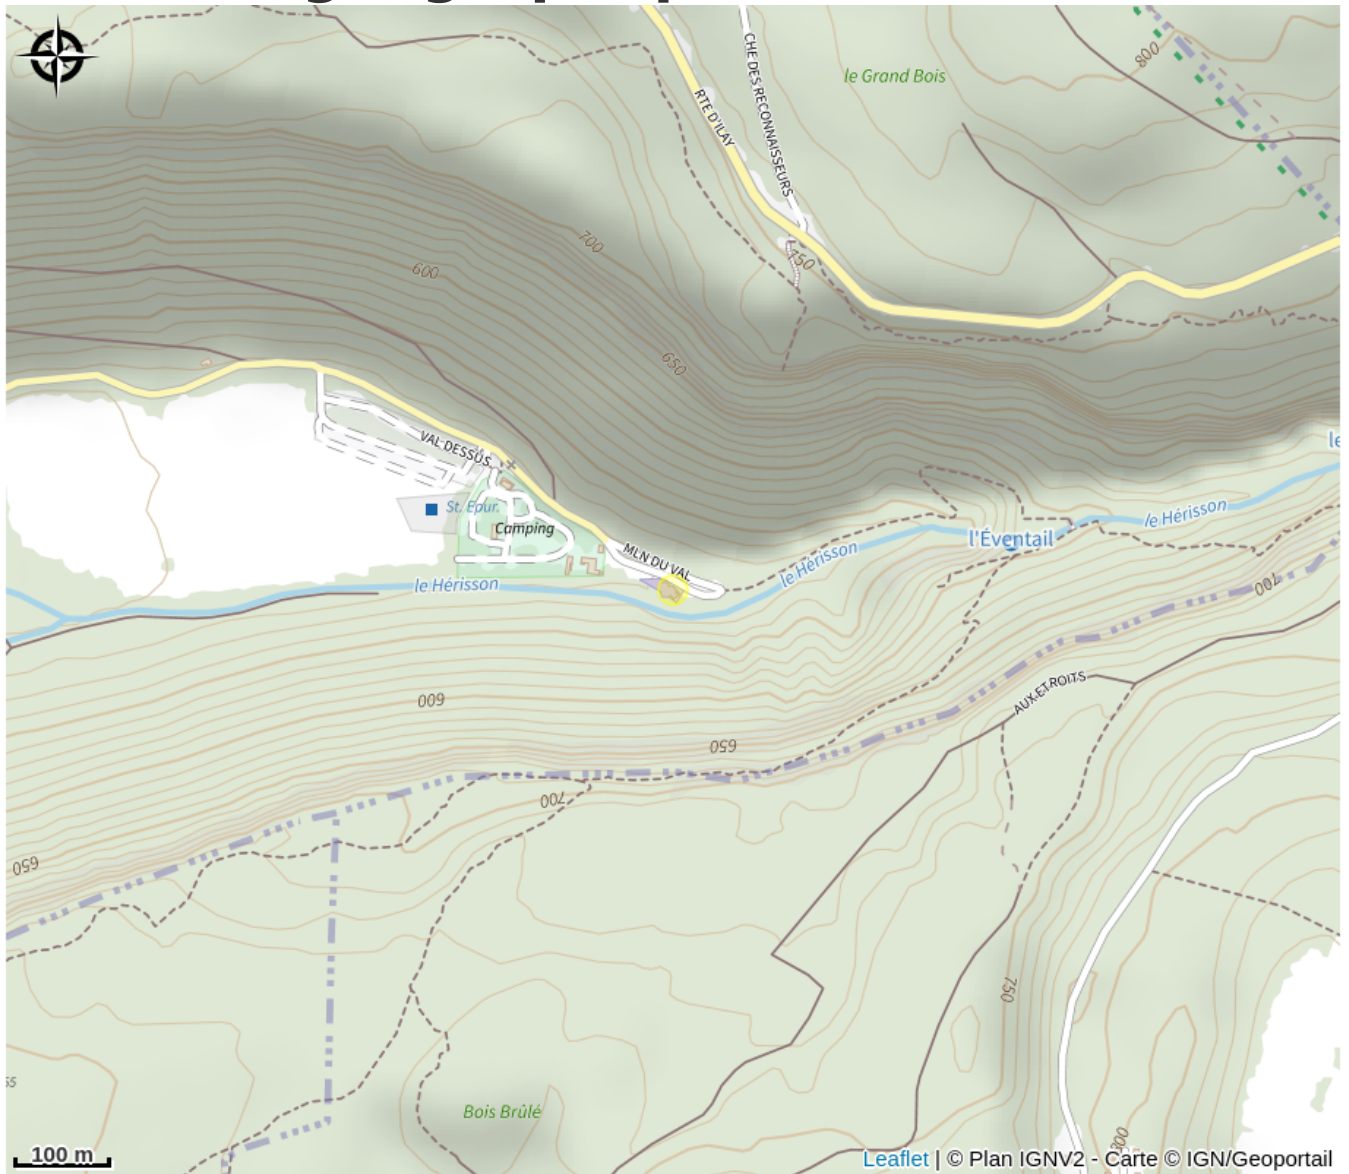 le Grand Bois
800
CHE DES RECONNAISSEURS
RTE D'ILAY
700
750
600
650
VAL DESSUS
St. Epur.
Camping
MLN DU VAL
le Hérisson
le Hérisson
l'Éventail
le Hérisson
le
700
AUX ETROITS
600
650
700
650
750
Bois Brûlé
800
100 m
Leaflet | © Plan IGNV2 - Carte © IGN/Geoportail